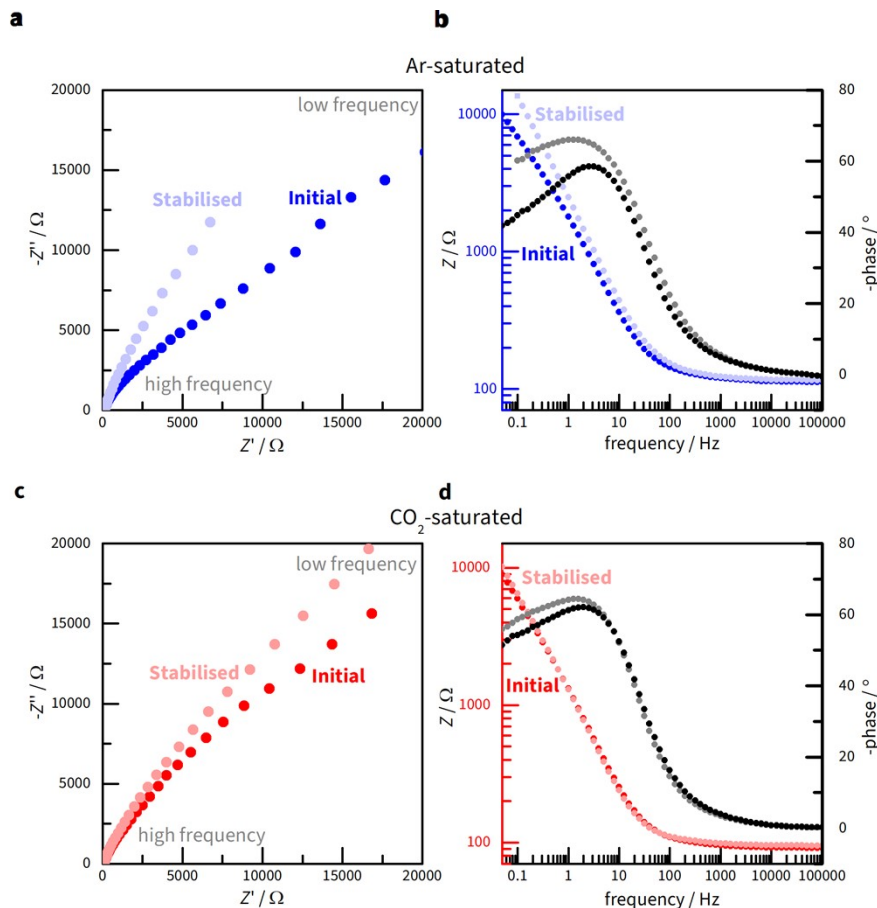 a
b
Ar-saturated
20000
15000
10000
5000
0
-Z'' / Ω
low frequency
Stabilised
Initial
high frequency
0
5000
10000
15000
20000
Z' / Ω
10000
1000
100
Z / Ω
Stabilised
Initial
80
60
40
20
0
-phase / °
0.1
1
10
100
1000
10000
100000
frequency / Hz
c
d
CO2-saturated
20000
15000
10000
5000
0
-Z'' / Ω
low frequency
Stabilised
Initial
high frequency
0
5000
10000
15000
20000
Z' / Ω
10000
1000
100
Z / Ω
Stabilised
Initial
80
60
40
20
0
-phase / °
0.1
1
10
100
1000
10000
100000
frequency / Hz